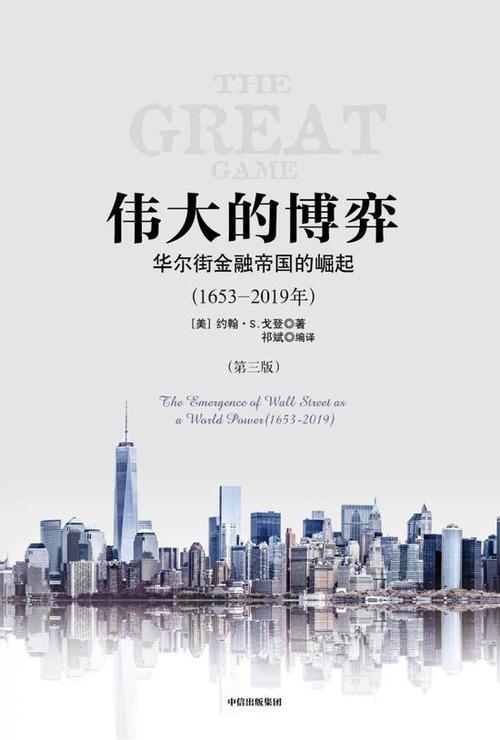 THE
GREAT
GAME
伟大的博弈
华尔街金融帝国的崛起
(1653—2019年)
[美] 约翰·S.戈登◎著
祁斌◎编译
(第三版)
The Emergence of Wall Street as
a World Power(1653-2019)
中信出版集团